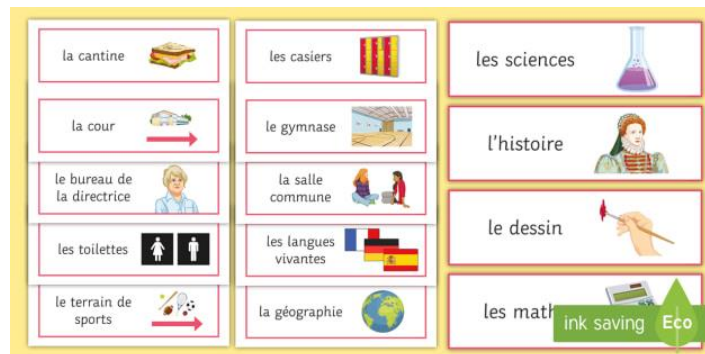 la cantine
la cour
le bureau de
la directrice
les toilettes
le terrain de
sports
les casiers
le gymnase
la salle
commune
les langues
vivantes
la géographie
les sciences
l'histoire
le dessin
les math
ink saving
Eco